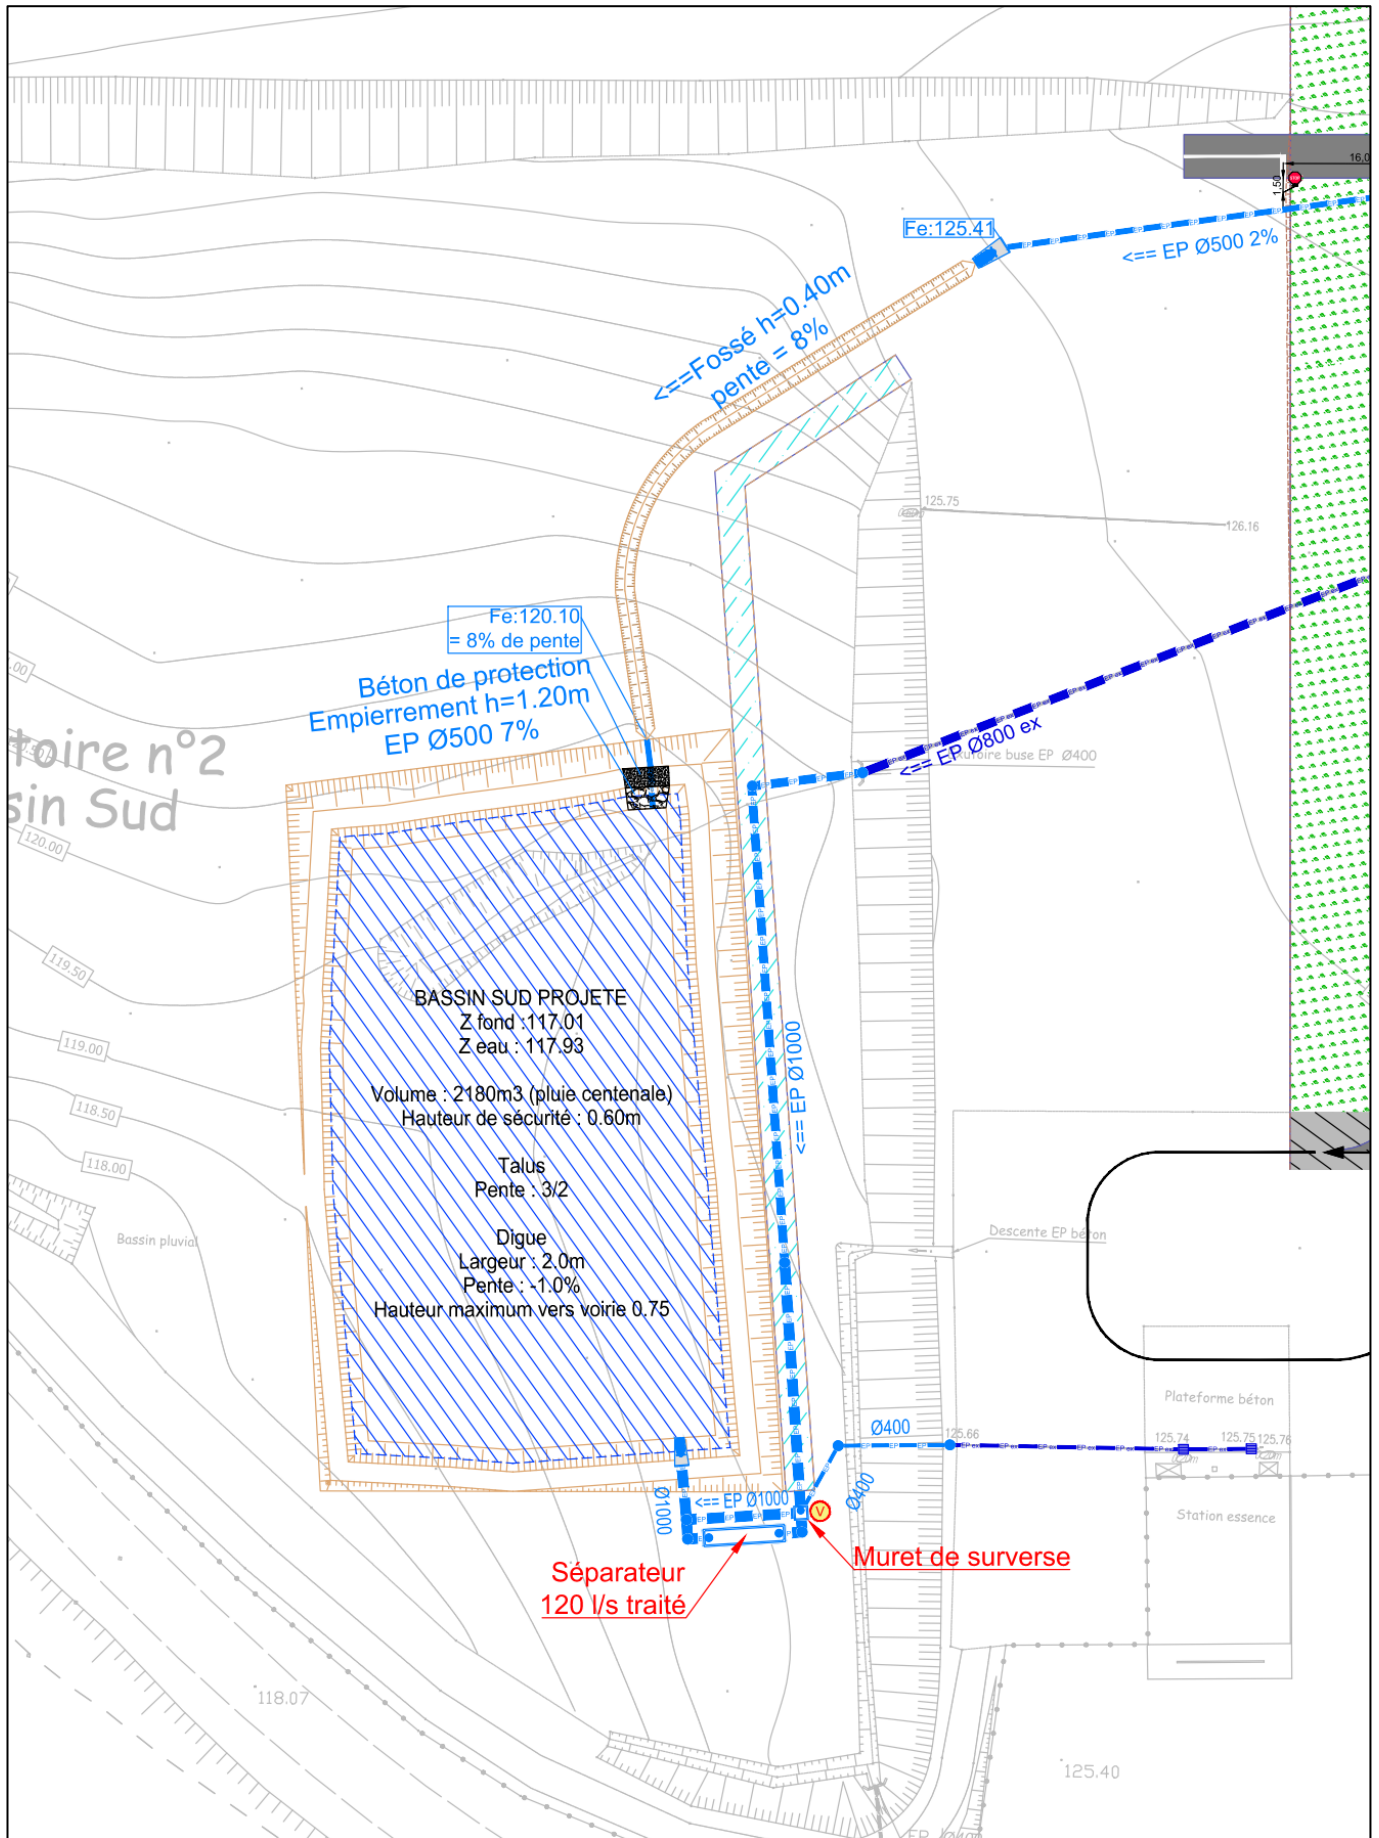 16,0
1,50
STOP
Fe:125.41
<== EP Ø500 2%
<==Fossé h=0.40m
pente = 8%
125.75
126.16
Fe:120.10
= 8% de pente
Béton de protection
Empierrement h=1.20m
EP Ø500 7%
<== EP Ø800 ex
buse EP Ø400
.00
toire n°2
sin Sud
120.00
119.50
119.00
118.50
118.00
Bassin pluvial
BASSIN SUD PROJETE
Z fond :117.01
Z eau : 117.93
Volume : 2180m3 (pluie centenale)
Hauteur de sécurité : 0.60m
Talus
Pente : 3/2
Digue
Largeur : 2.0m
Pente : -1.0%
Hauteur maximum vers voirie 0.75
<== EP Ø1000
Descente EP béton
Plateforme béton
125.74
125.75
125.76
125.66
Ø400
Ø400
Station essence
Ø1000
<== EP Ø1000
V
Muret de surverse
Séparateur
120 l/s traité
118.07
125.40